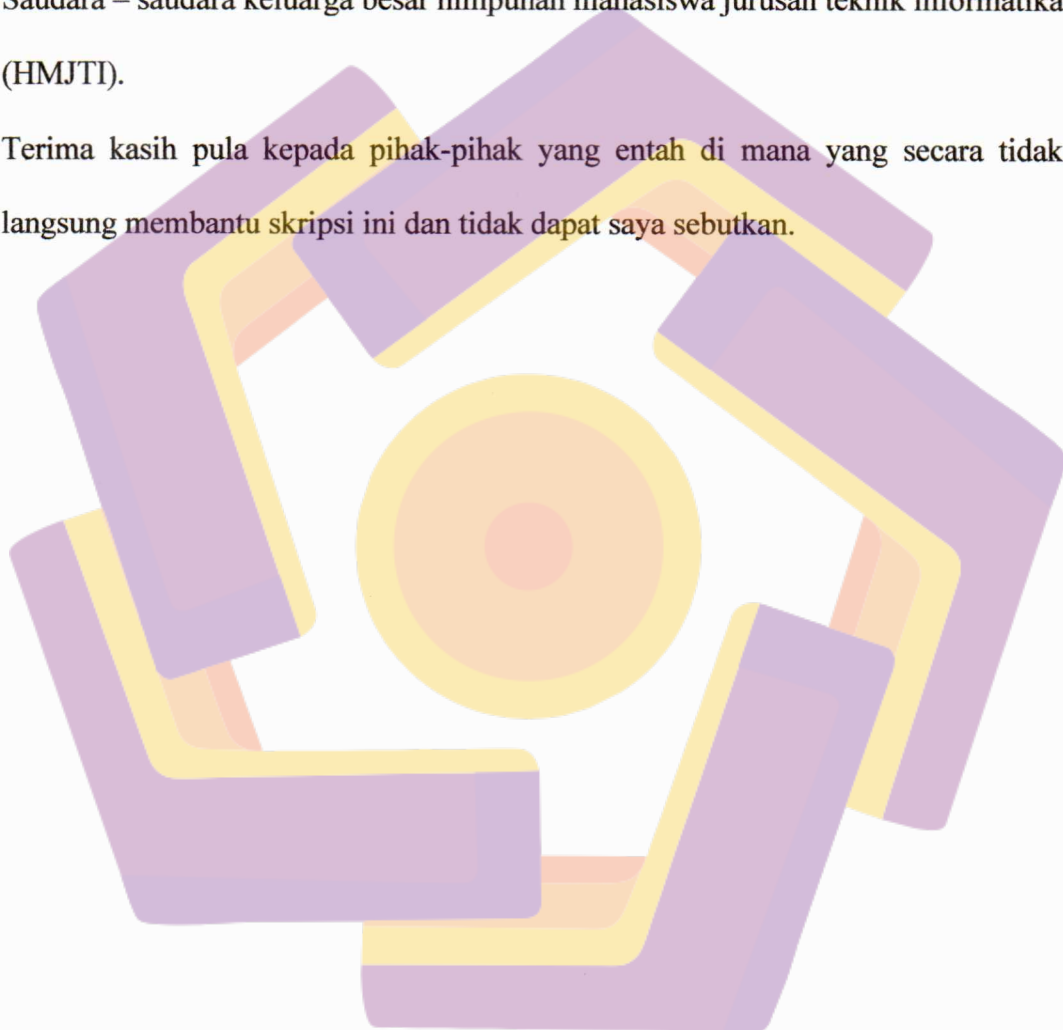 Saudara – saudara keluarga besar himpunan mahasiswa jurusan teknik informatika
(HMJTI).
Terima kasih pula kepada pihak-pihak yang entah di mana yang secara tidak
langsung membantu skripsi ini dan tidak dapat saya sebutkan.